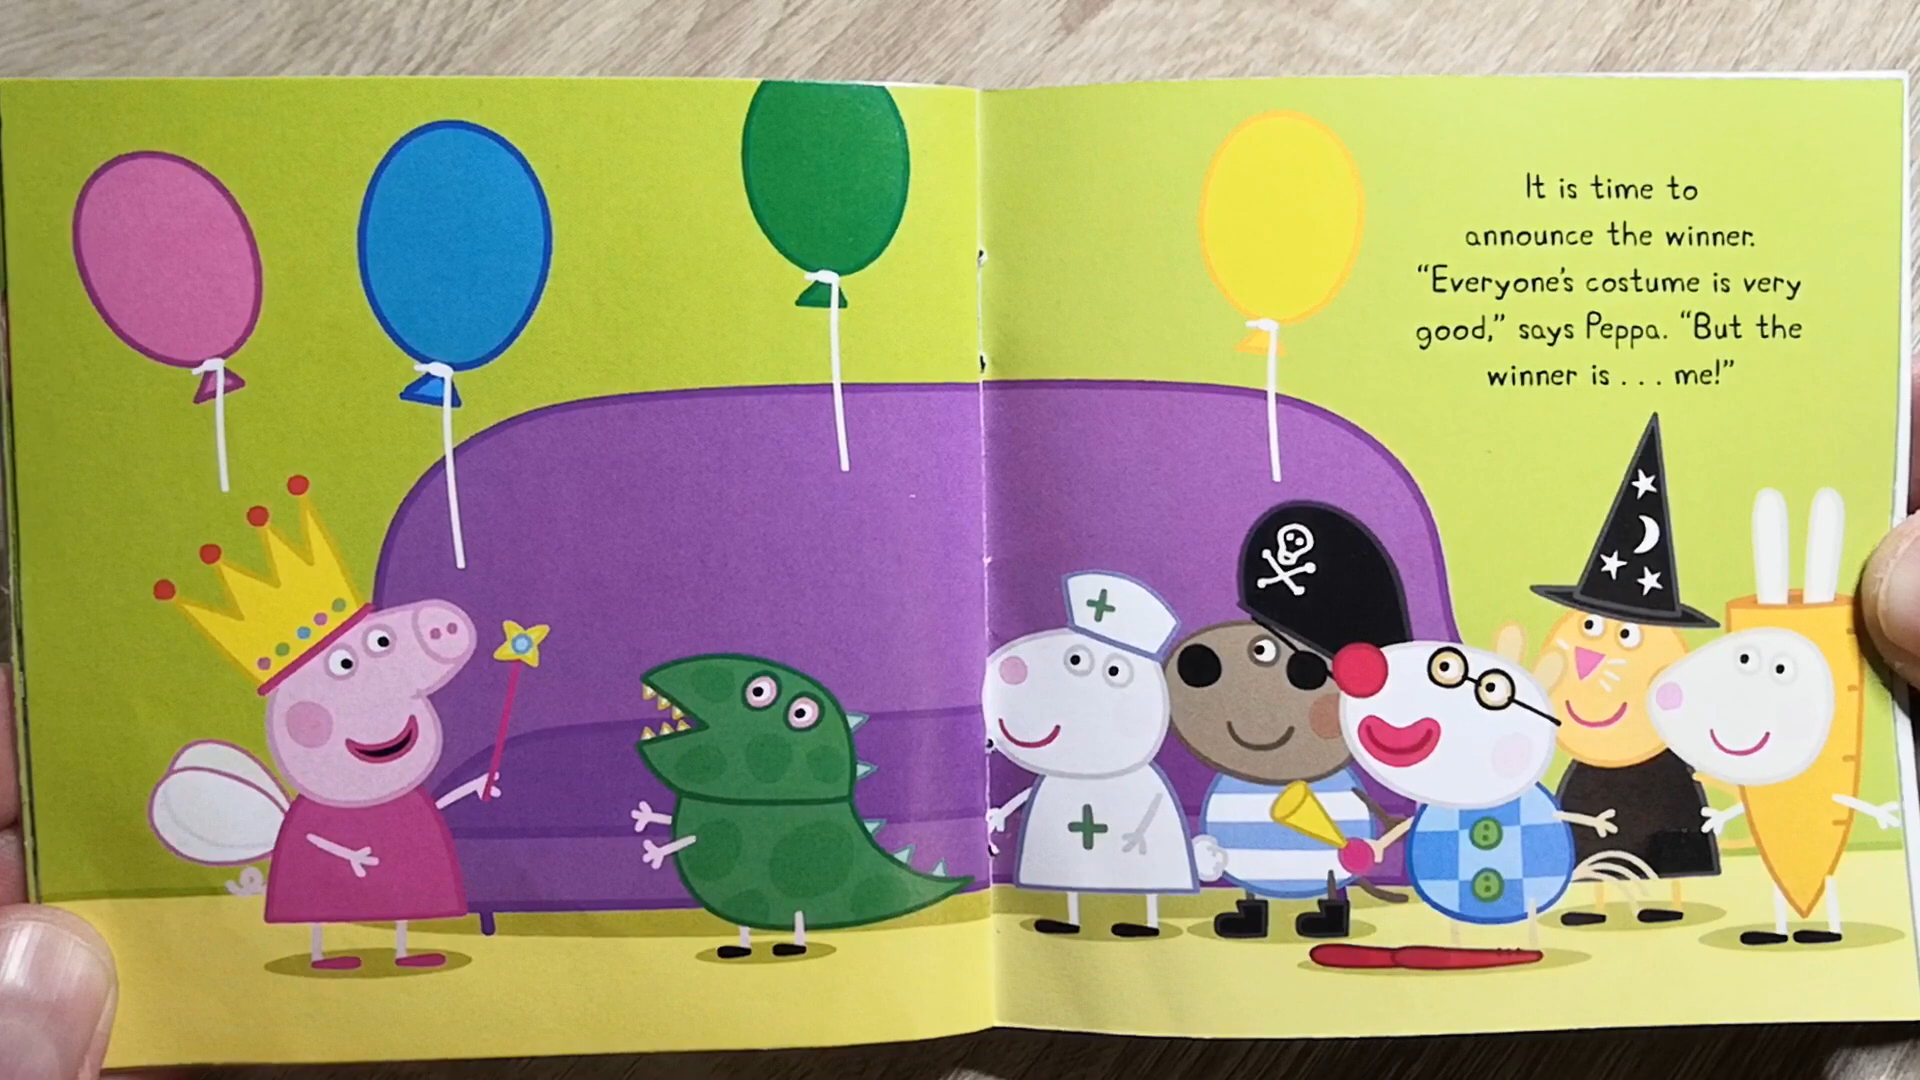 It is time to
announce the winner.
“Everyone’s costume is very
good,” says Peppa. “But the
winner is . . . me!”